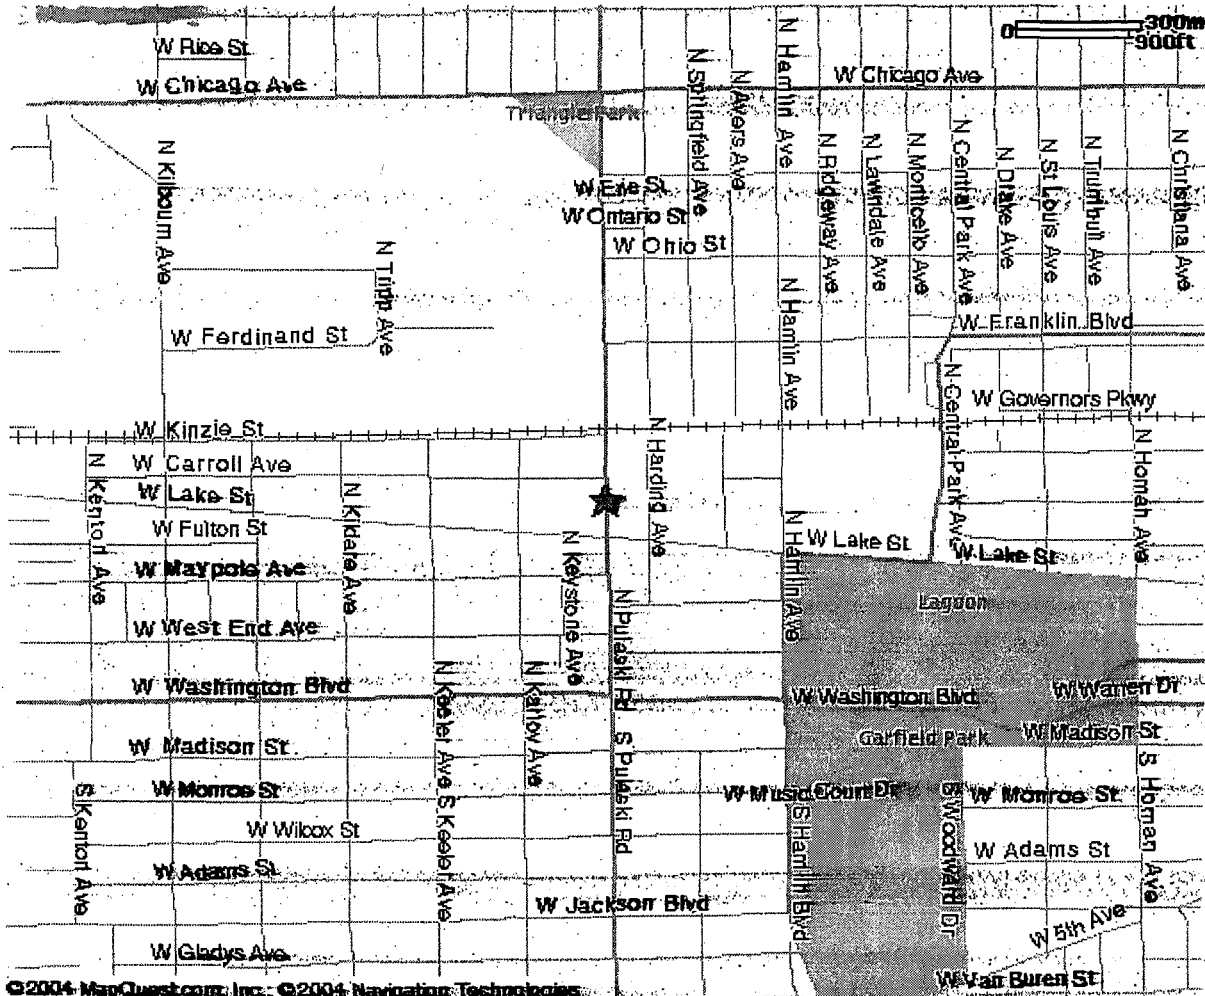 300m
0
900ft
W Rice St
W Chicago Ave
W Chicago Ave
Triangle Park
N Springfield Ave
N Avers Ave
N Hamlin Ave
N Ridgeway Ave
N Lawndale Ave
N Monticello Ave
N Central Park Ave
N Drake Ave
N St Louis Ave
N Trumbull Ave
N Christiana Ave
N Kilbourn Ave
W Erie St
W Ontario St
W Ohio St
N Tripp Ave
N Hamlin Ave
W Ferdinand St
W Franklin Blvd
N Central Park Ave
W Governors Pkwy
W Kinzie St
W Carroll Ave
W Lake St
W Fulton St
N Kenton Ave
N Kildare Ave
N Harding Ave
N Homan Ave
W Lake St
W Lake St
N Hamlin Ave
W Maypole Ave
N Keystone Ave
Lagoon
W West End Ave
N Pulaski Rd
W Washington Blvd
N Keeler Ave
N Karlov Ave
W Washington Blvd
W Warren Dr
W Madison St
S Pulaski Rd
Garfield Park
W Madison St
S Kenton Ave
W Monroe St
S Keeler Ave
W Music Court Dr
S Hamlin Blvd
S Woodward Dr
W Monroe St
S Homan Ave
W Wilcox St
W Adams St
W Adams St
W Jackson Blvd
W 5th Ave
W Gladys Ave
W Van Buren St
©2004 MapQuest.com, Inc.; ©2004 Navigation Technologies